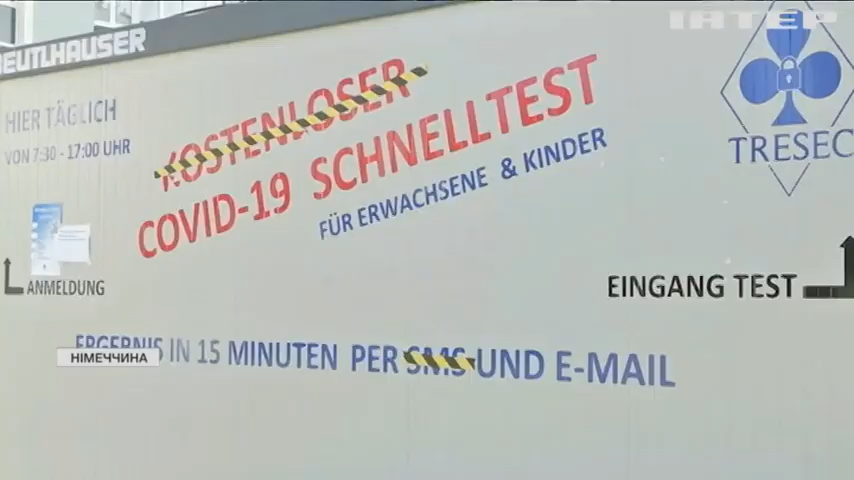 ІНТЕР
EUTLHAUSER
HIER TÄGLICH
VON 7:30 - 17:00 UHR
KOSTENLOSER
COVID-19 SCHNELLTEST
FÜR ERWACHSENE & KINDER
TRESEC
ANMELDUNG
EINGANG TEST
ERGEBNIS IN 15 MINUTEN PER SMS UND E-MAIL
НІМЕЧЧИНА